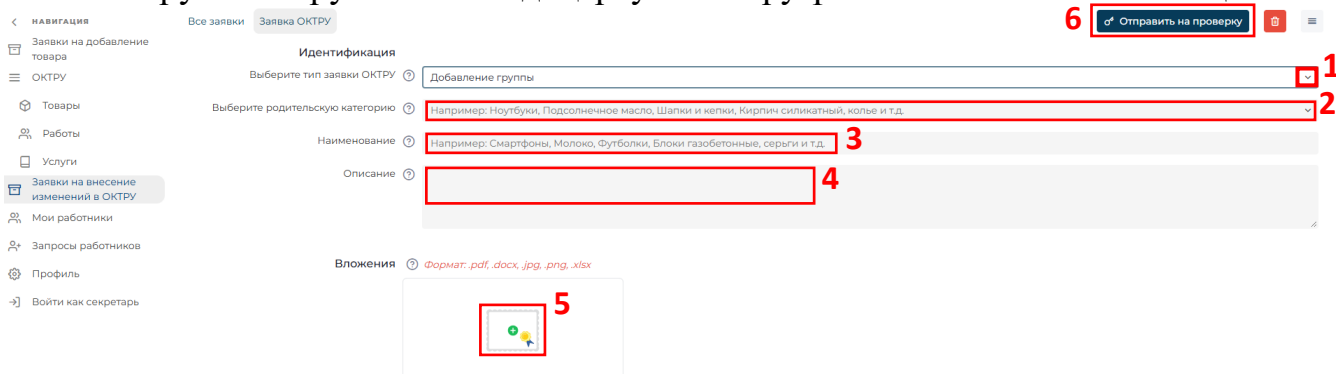 НАВИГАЦИЯ
Все заявки Заявка ОКТРУ
6 Отправить на проверку
Заявки на добавление
товара
ОКТРУ
Товары
Работы
Услуги
Заявки на внесение
изменений в ОКТРУ
Мои работники
Запросы работников
Профиль
Войти как секретарь
Идентификация
Выберите тип заявки ОКТРУ ? Добавление группы 1
Выберите родительскую категорию ? Например: Ноутбуки, Подсолнечное масло, Шапки и кепки, Кирпич силикатный, колье и т.д. 2
Наименование ? Например: Смартфоны, Молоко, Футболки, Блоки газобетонные, серьги и т.д. 3
Описание ? 4
Вложения ? Формат: .pdf, .docx, .jpg, .png, .xlsx
5